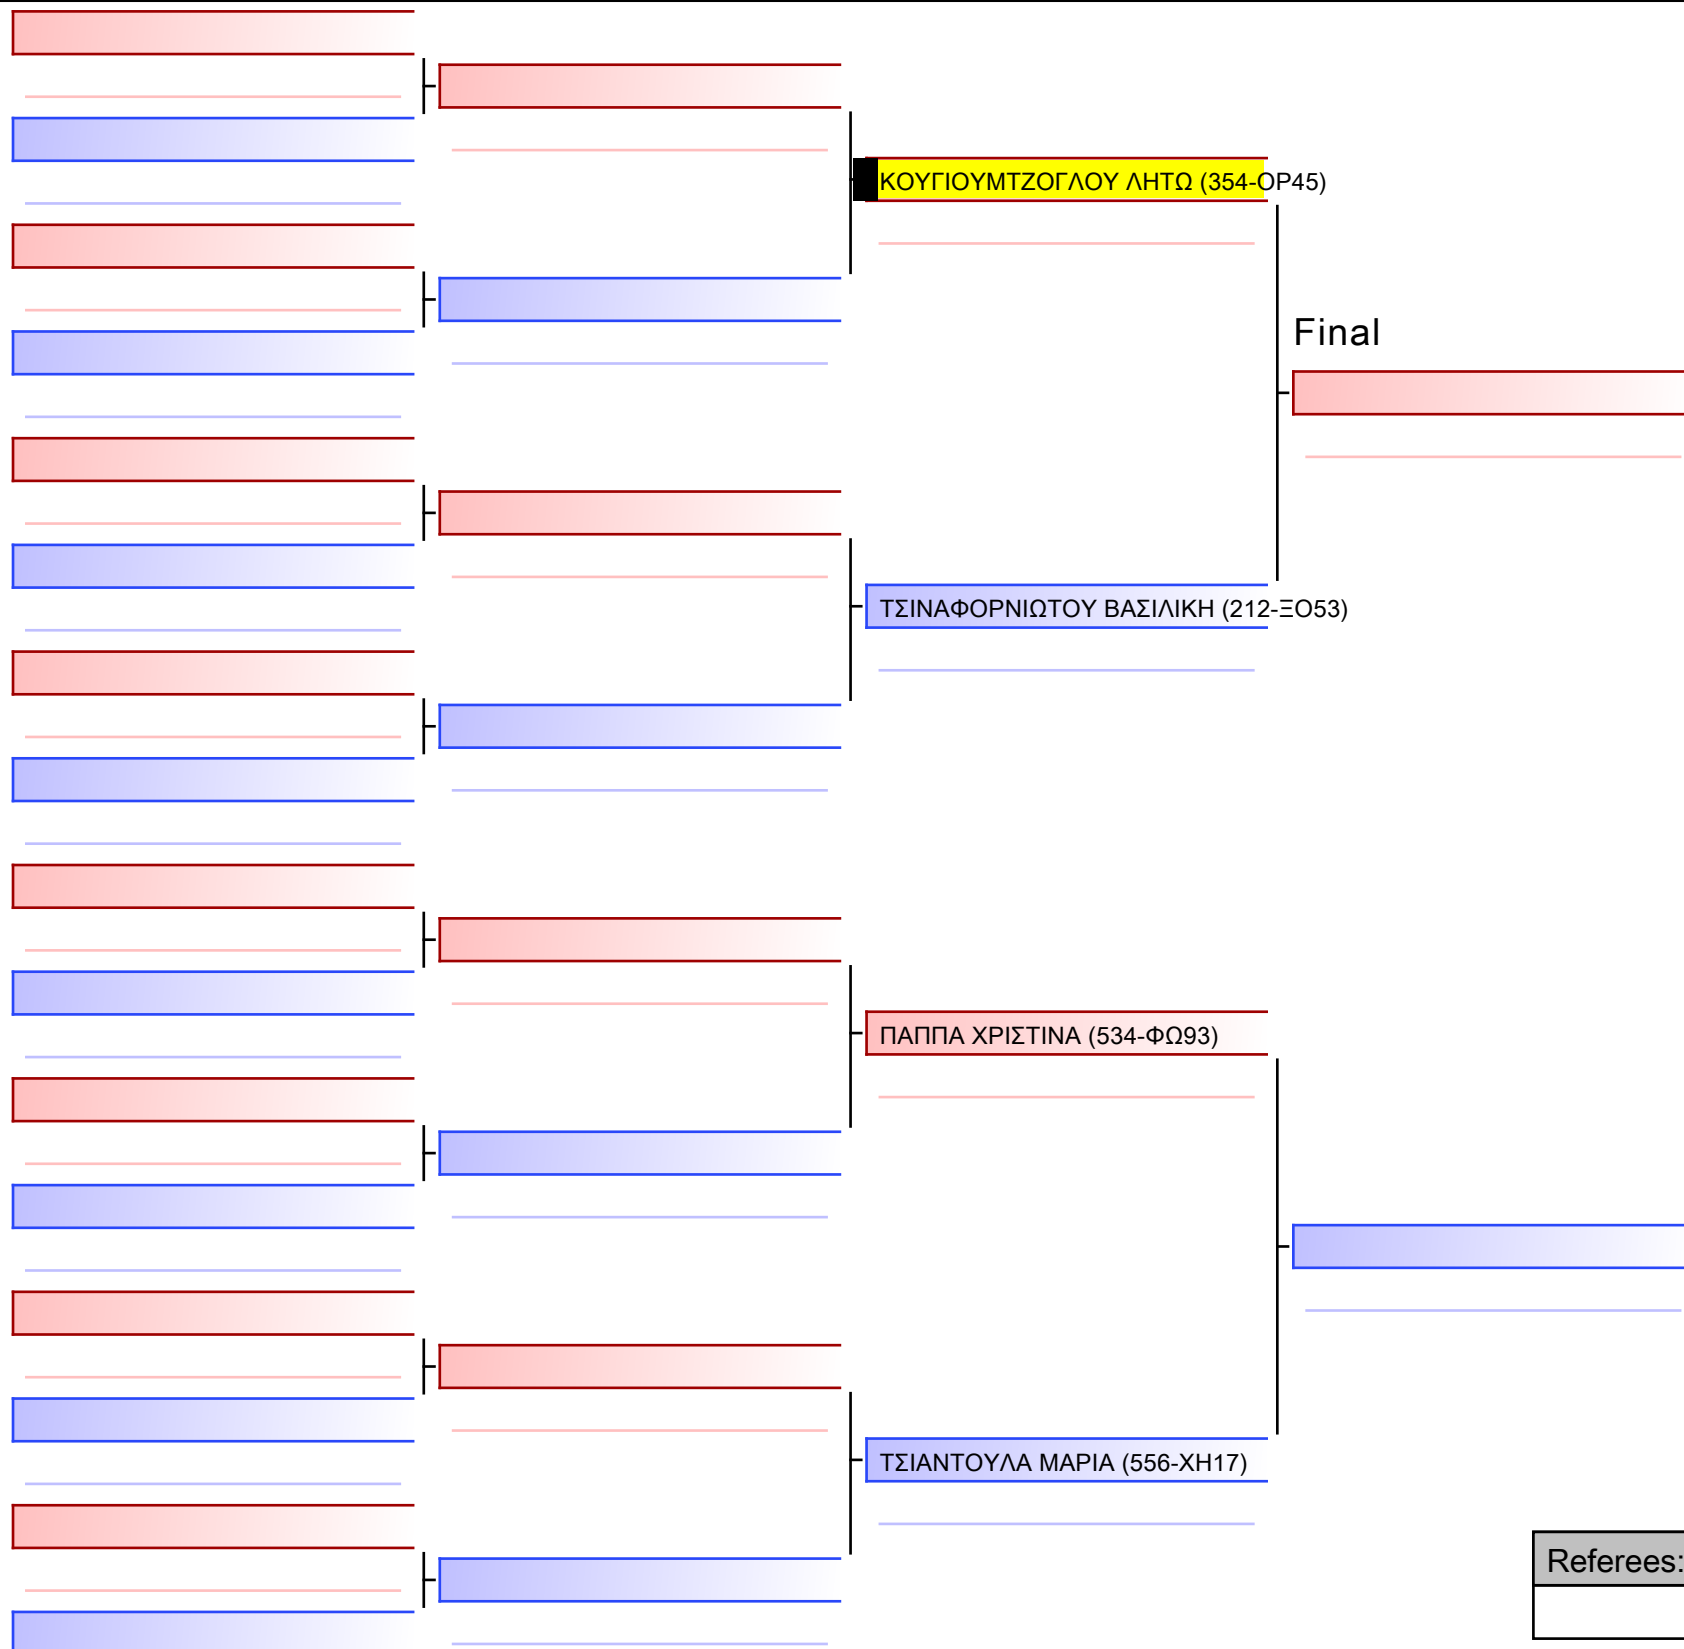 ΚΟΥΓΙΟΥΜΤΖΟΓΛΟΥ ΛΗΤΩ (354-ΟΡ45)
Final
ΤΣΙΝΑΦΟΡΝΙΩΤΟΥ ΒΑΣΙΛΙΚΗ (212-ΞΟ53)
ΠΑΠΠΑ ΧΡΙΣΤΙΝΑ (534-ΦΩ93)
ΤΣΙΑΝΤΟΥΛΑ ΜΑΡΙΑ (556-ΧΗ17)
Referees: